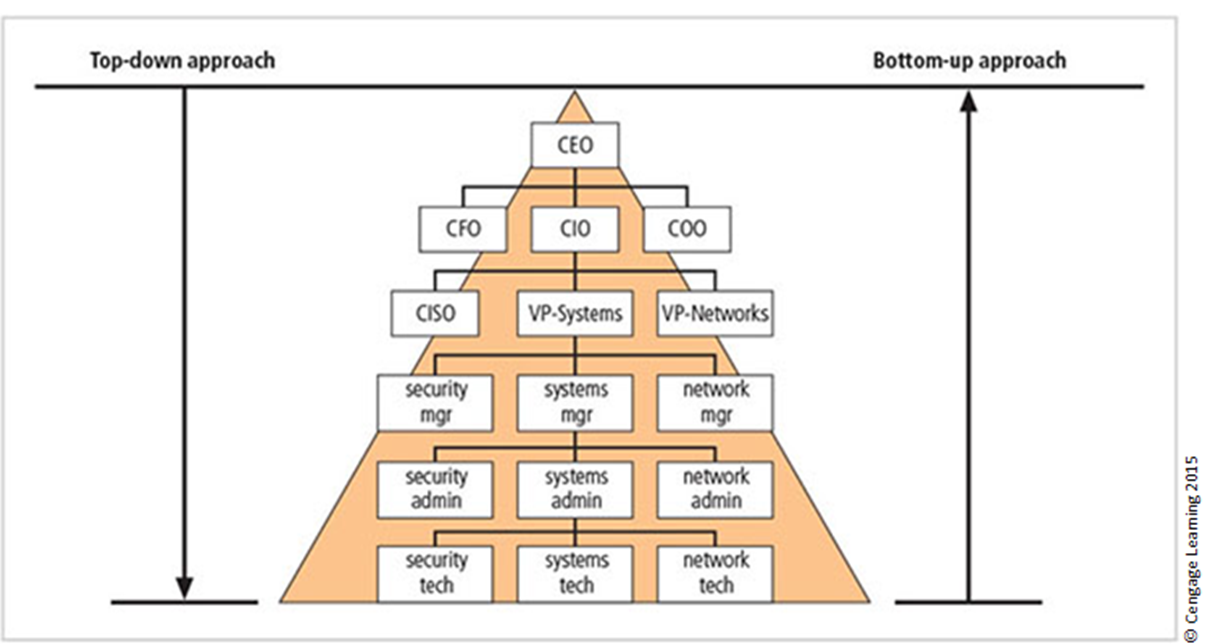 Top-down approach
Bottom-up approach
CEO
CFO
CIO
COO
CISO
VP-Systems
VP-Networks
security
mgr
systems
mgr
network
mgr
security
admin
systems
admin
network
admin
security
tech
systems
tech
network
tech
© Cengage Learning 2015